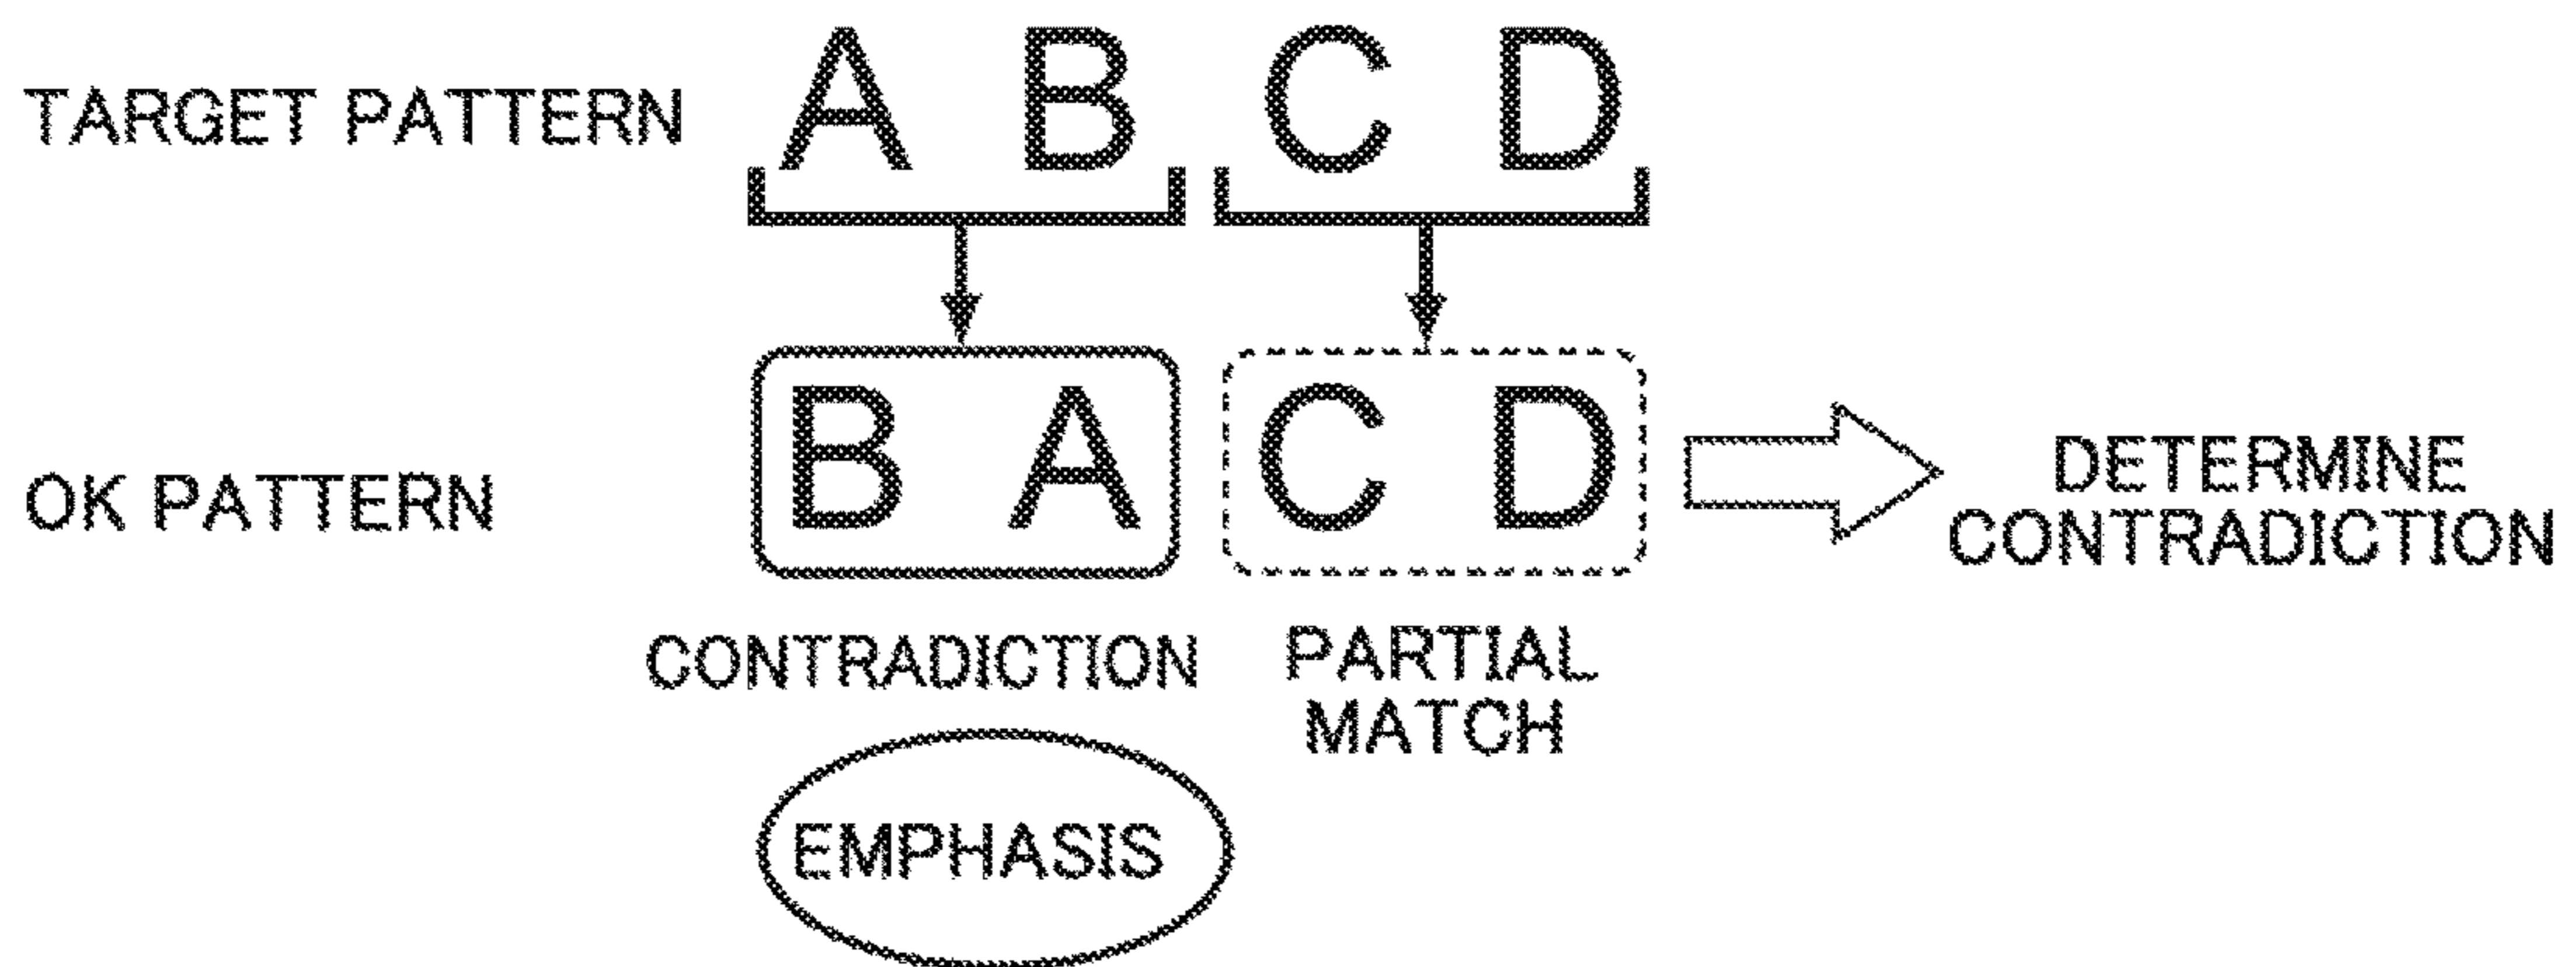 TARGET PATTERN A B C D
OK PATTERN B A C D
DETERMINE
CONTRADICTION
CONTRADICTION
PARTIAL
MATCH
EMPHASIS